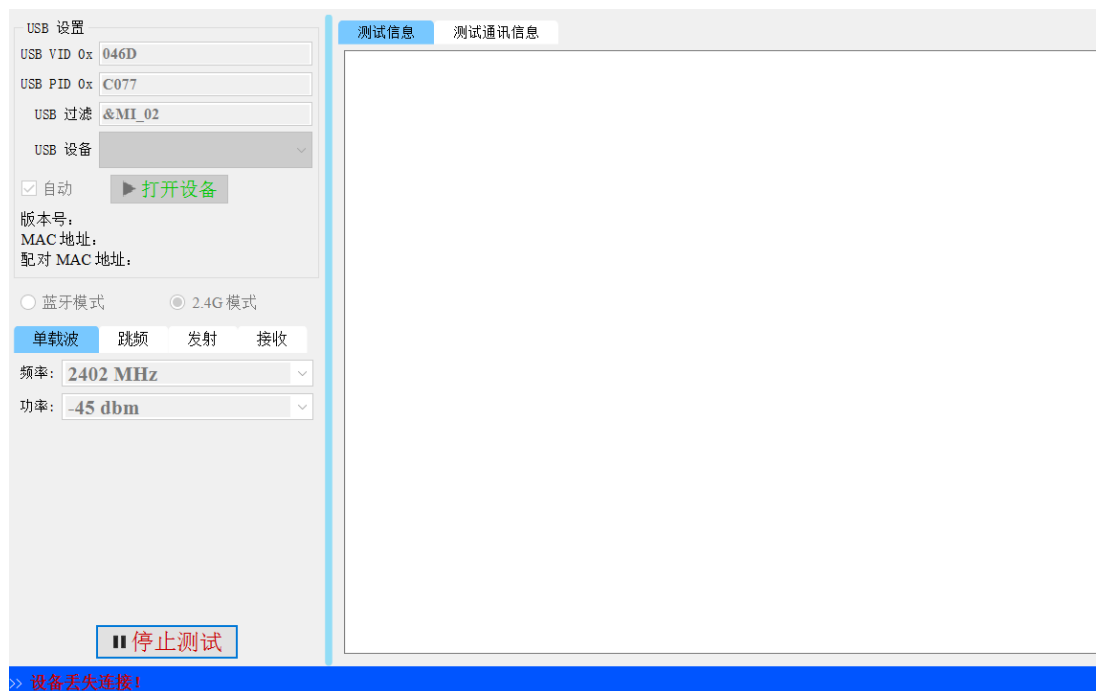 USB 设置
USB VID 0x 046D
USB PID 0x C077
USB 过滤 &MI_02
USB 设备
自动 打开设备
版本号:
MAC 地址:
配对 MAC 地址:
蓝牙模式 2.4G 模式
单载波 跳频 发射 接收
频率: 2402 MHz
功率: -45 dbm
停止测试
测试信息 测试通讯信息
>> 设备丢失连接!